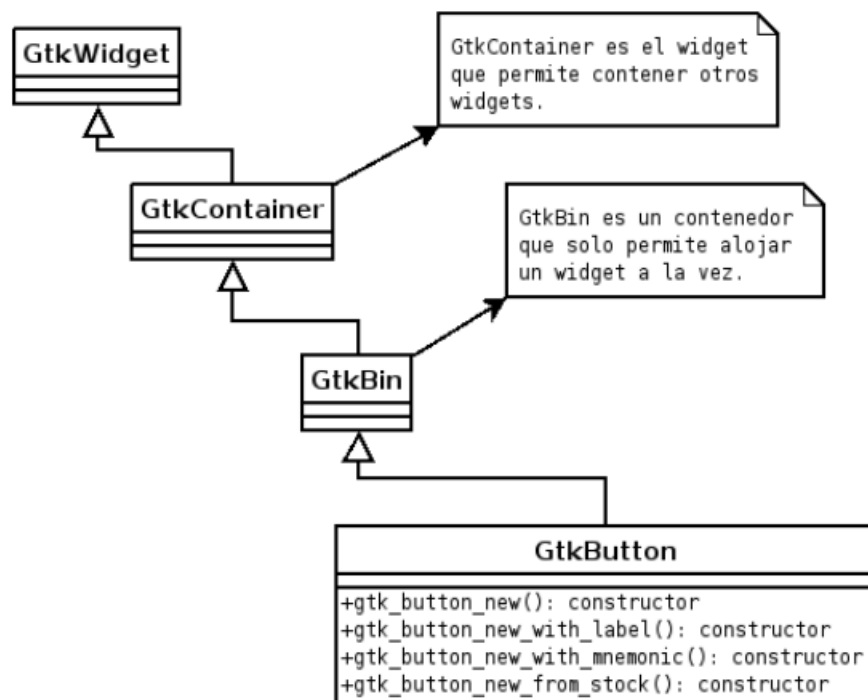 GtkWidget
GtkContainer es el widget
que permite contener otros
widgets.
GtkContainer
GtkBin es un contenedor
que solo permite alojar
un widget a la vez.
GtkBin
GtkButton
+gtk_button_new(): constructor
+gtk_button_new_with_label(): constructor
+gtk_button_new_with_mnemonic(): constructor
+gtk_button_new_from_stock(): constructor